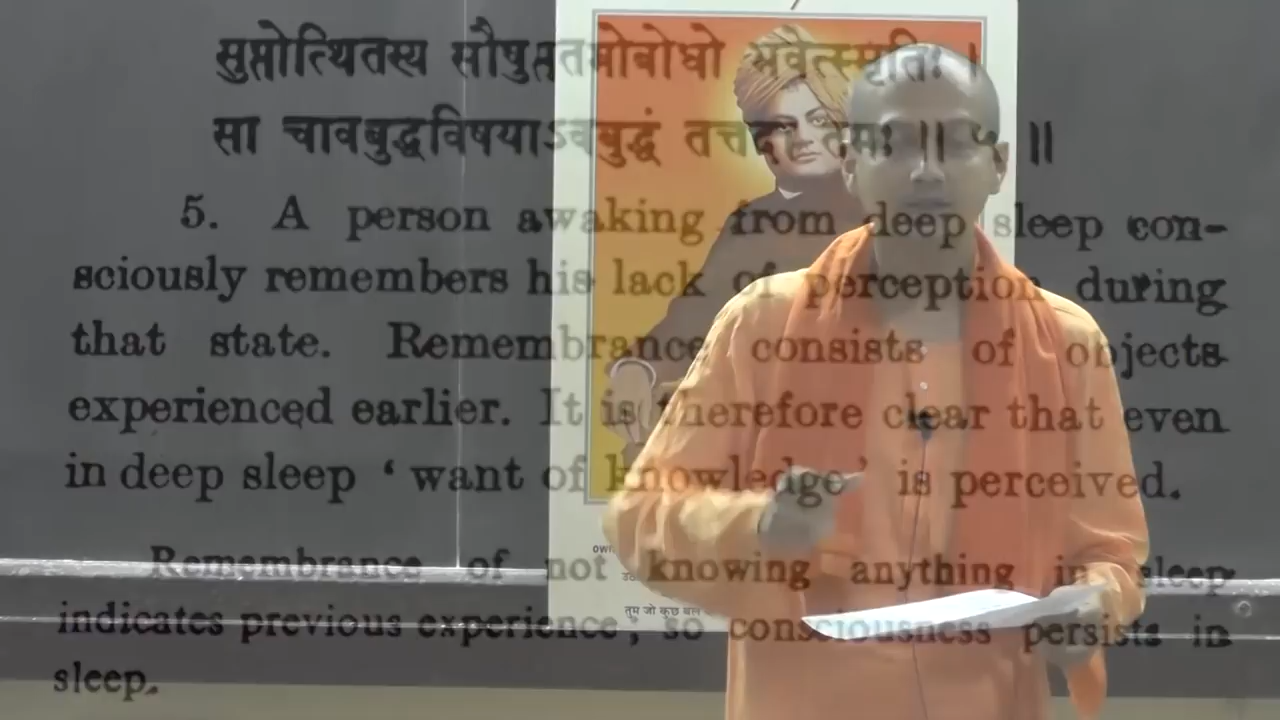 सुप्तोत्थितस्य सौषुप्ततमोबोधो भवेत्स्मृतिः ।
सा चावबुद्धविषयाऽवबुद्धं तत्तदा तमः ॥ ५ ॥
5. A person awaking from deep sleep con-
sciously remembers his lack of perception during
that state. Remembrance consists of objects
experienced earlier. It is therefore clear that even
in deep sleep ‘ want of knowledge’ is perceived.
Remembrance of not knowing anything in sleep
indicates previous experience, so consciousness persists in
sleep.
तुम जो कुछ बल